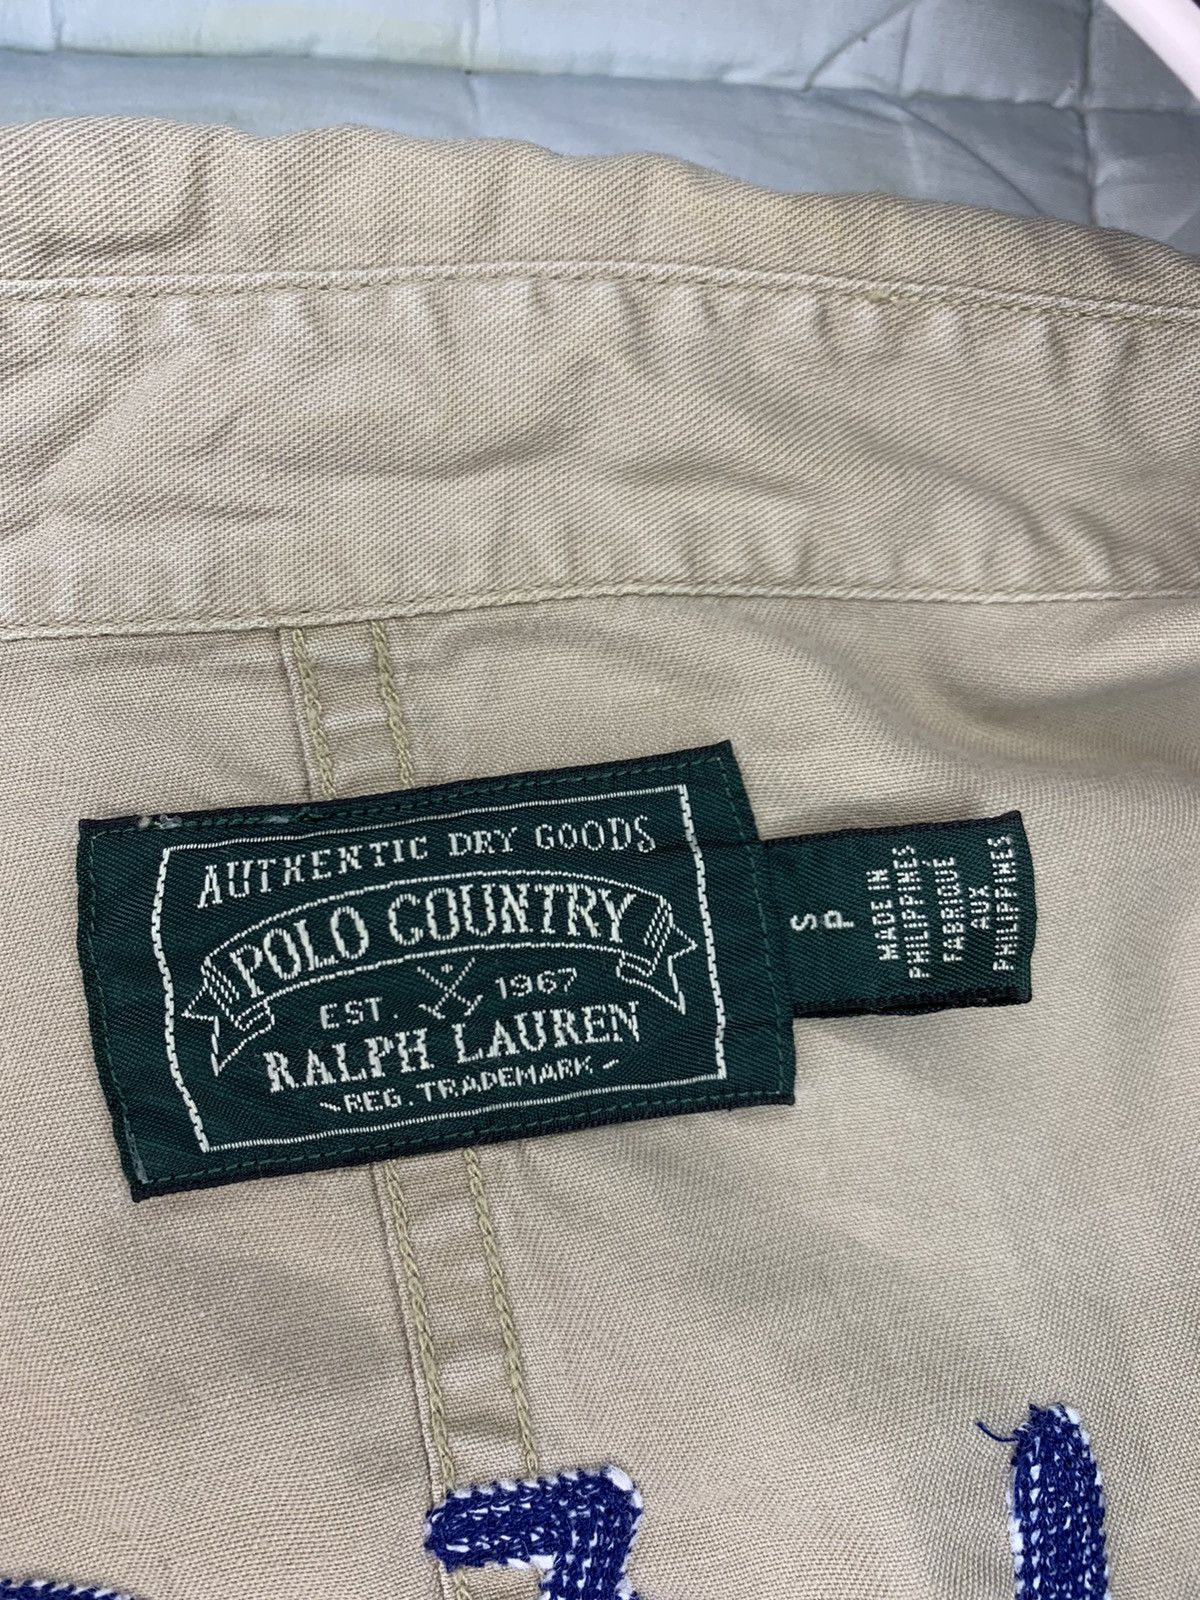 AUTHENTIC DRY GOODS
POLO COUNTRY
EST. 1967
RALPH LAUREN
REG. TRADEMARK
S
P
MADE IN
PHILIPPINES
FABRIQUÉ
AUX
PHILIPPINES